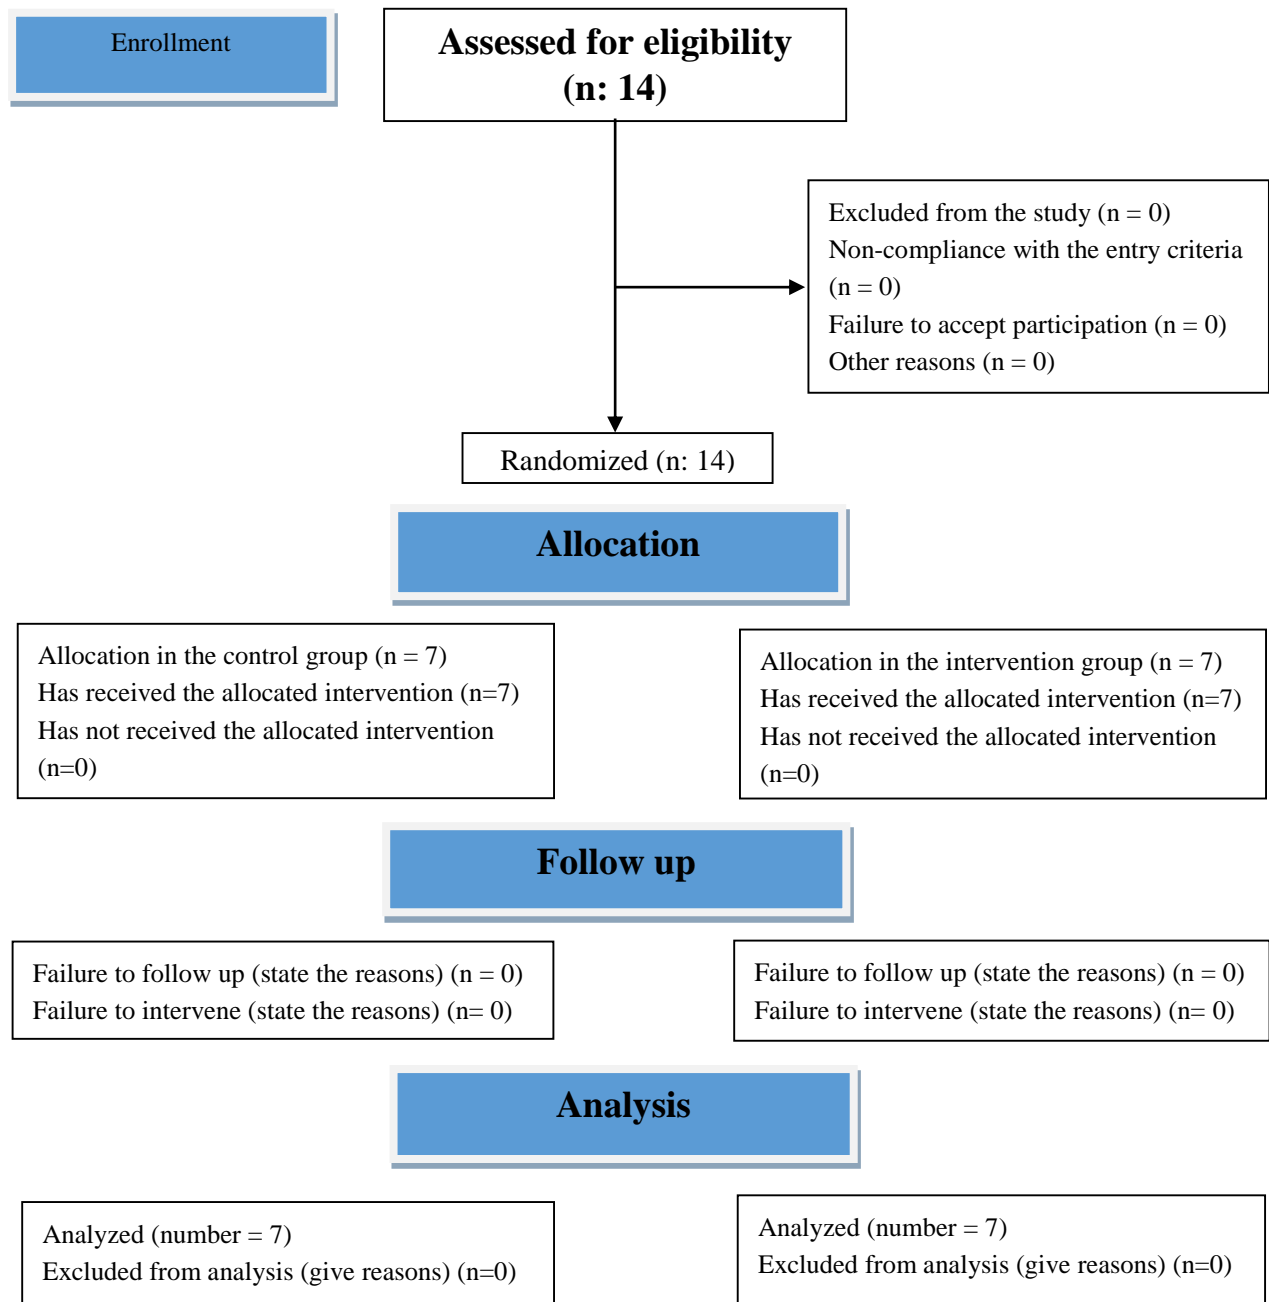 Enrollment
Assessed for eligibility
(n: 14)
Excluded from the study (n = 0)
Non-compliance with the entry criteria
(n = 0)
Failure to accept participation (n = 0)
Other reasons (n = 0)
Randomized (n: 14)
Allocation
Allocation in the control group (n = 7)
Has received the allocated intervention (n=7)
Has not received the allocated intervention
(n=0)
Allocation in the intervention group (n = 7)
Has received the allocated intervention (n=7)
Has not received the allocated intervention
(n=0)
Follow up
Failure to follow up (state the reasons) (n = 0)
Failure to intervene (state the reasons) (n= 0)
Failure to follow up (state the reasons) (n = 0)
Failure to intervene (state the reasons) (n= 0)
Analysis
Analyzed (number = 7)
Excluded from analysis (give reasons) (n=0)
Analyzed (number = 7)
Excluded from analysis (give reasons) (n=0)